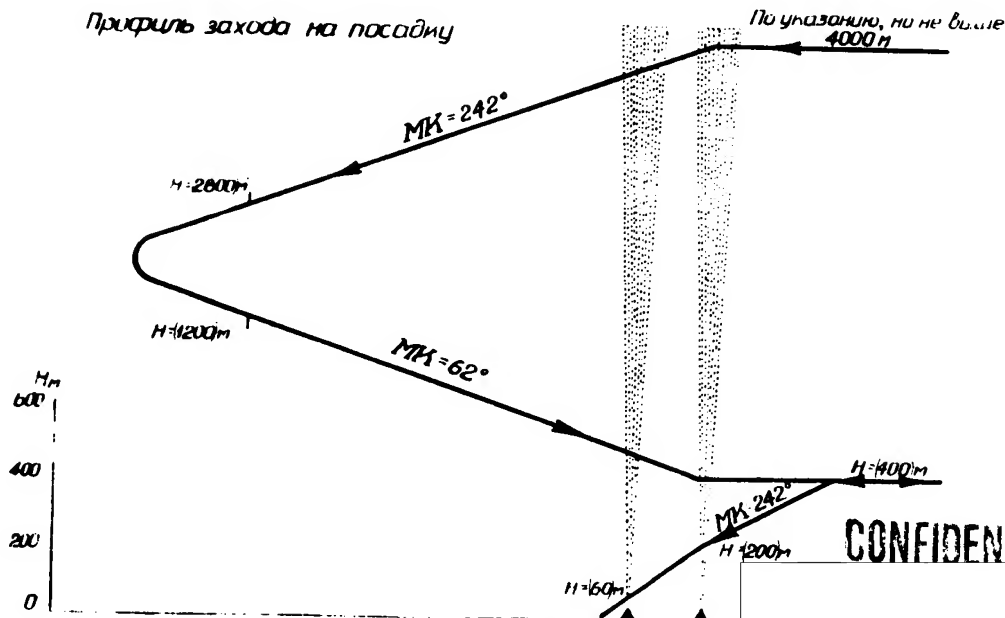 Профиль захода на посадку
По указанию, но не выше
4000 м
МК = 242°
H=2800)м
H=(1200)м
МК = 62°
Hм
600
400
200
0
H=(400)м
МК 242°
H=(200)м
H=(60)м
CONFIDEN